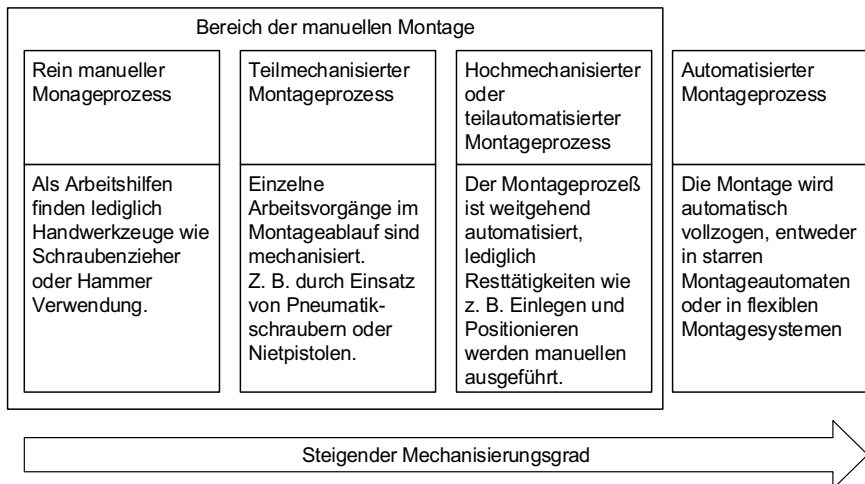 Bereich der manuellen Montage
Rein manueller
Monageprozess
Als Arbeitshilfen
finden lediglich
Handwerkzeuge wie
Schraubenzieher
oder Hammer
Verwendung.
Teilmechanisierter
Montageprozess
Einzelne
Arbeitsvorgänge im
Montageablauf sind
mechanisiert.
Z. B. durch Einsatz
von Pneumatik-
schraubern oder
Nietpistolen.
Hochmechanisierter
oder
teilautomatisierter
Montageprozess
Der Montageprozeß
ist weitgehend
automatisiert,
lediglich
Resttätigkeiten wie
z. B. Einlegen und
Positionieren
werden manuellen
ausgeführt.
Automatisierter
Montageprozess
Die Montage wird
automatisch
vollzogen, entweder
in starren
Montageautomaten
oder in flexiblen
Montagesystemen
Steigender Mechanisierungsgrad